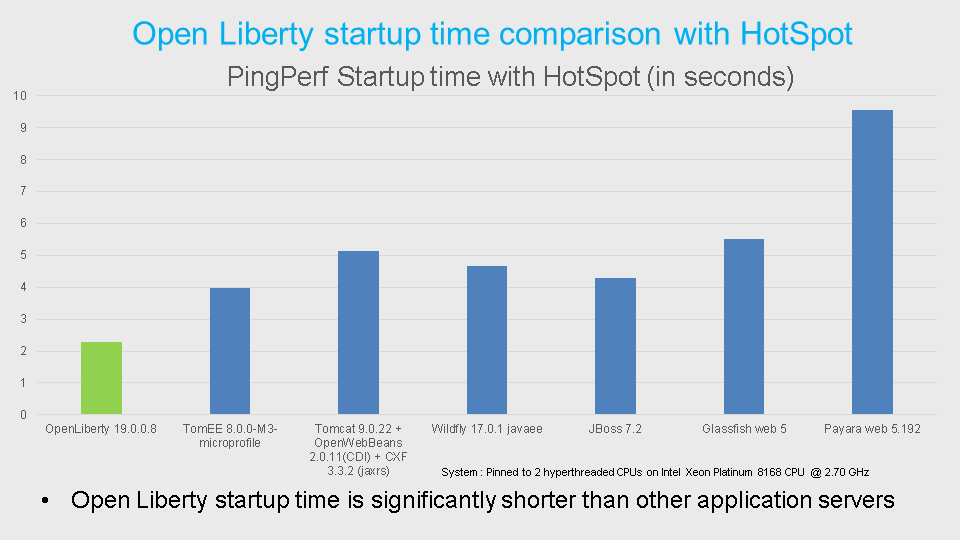 Open Liberty startup time comparison with HotSpot
PingPerf Startup time with HotSpot (in seconds)
10
9
8
7
6
5
4
3
2
1
0
OpenLiberty 19.0.0.8
TomEE 8.0.0-M3-
microprofile
Tomcat 9.0.22 +
OpenWebBeans
2.0.11(CDI) + CXF
3.3.2 (jaxrs)
Wildfly 17.0.1 javaee
JBoss 7.2
Glassfish web 5
Payara web 5.192
System : Pinned to 2 hyperthreaded CPUs on Intel Xeon Platinum 8168 CPU @ 2.70 GHz
• Open Liberty startup time is significantly shorter than other application servers